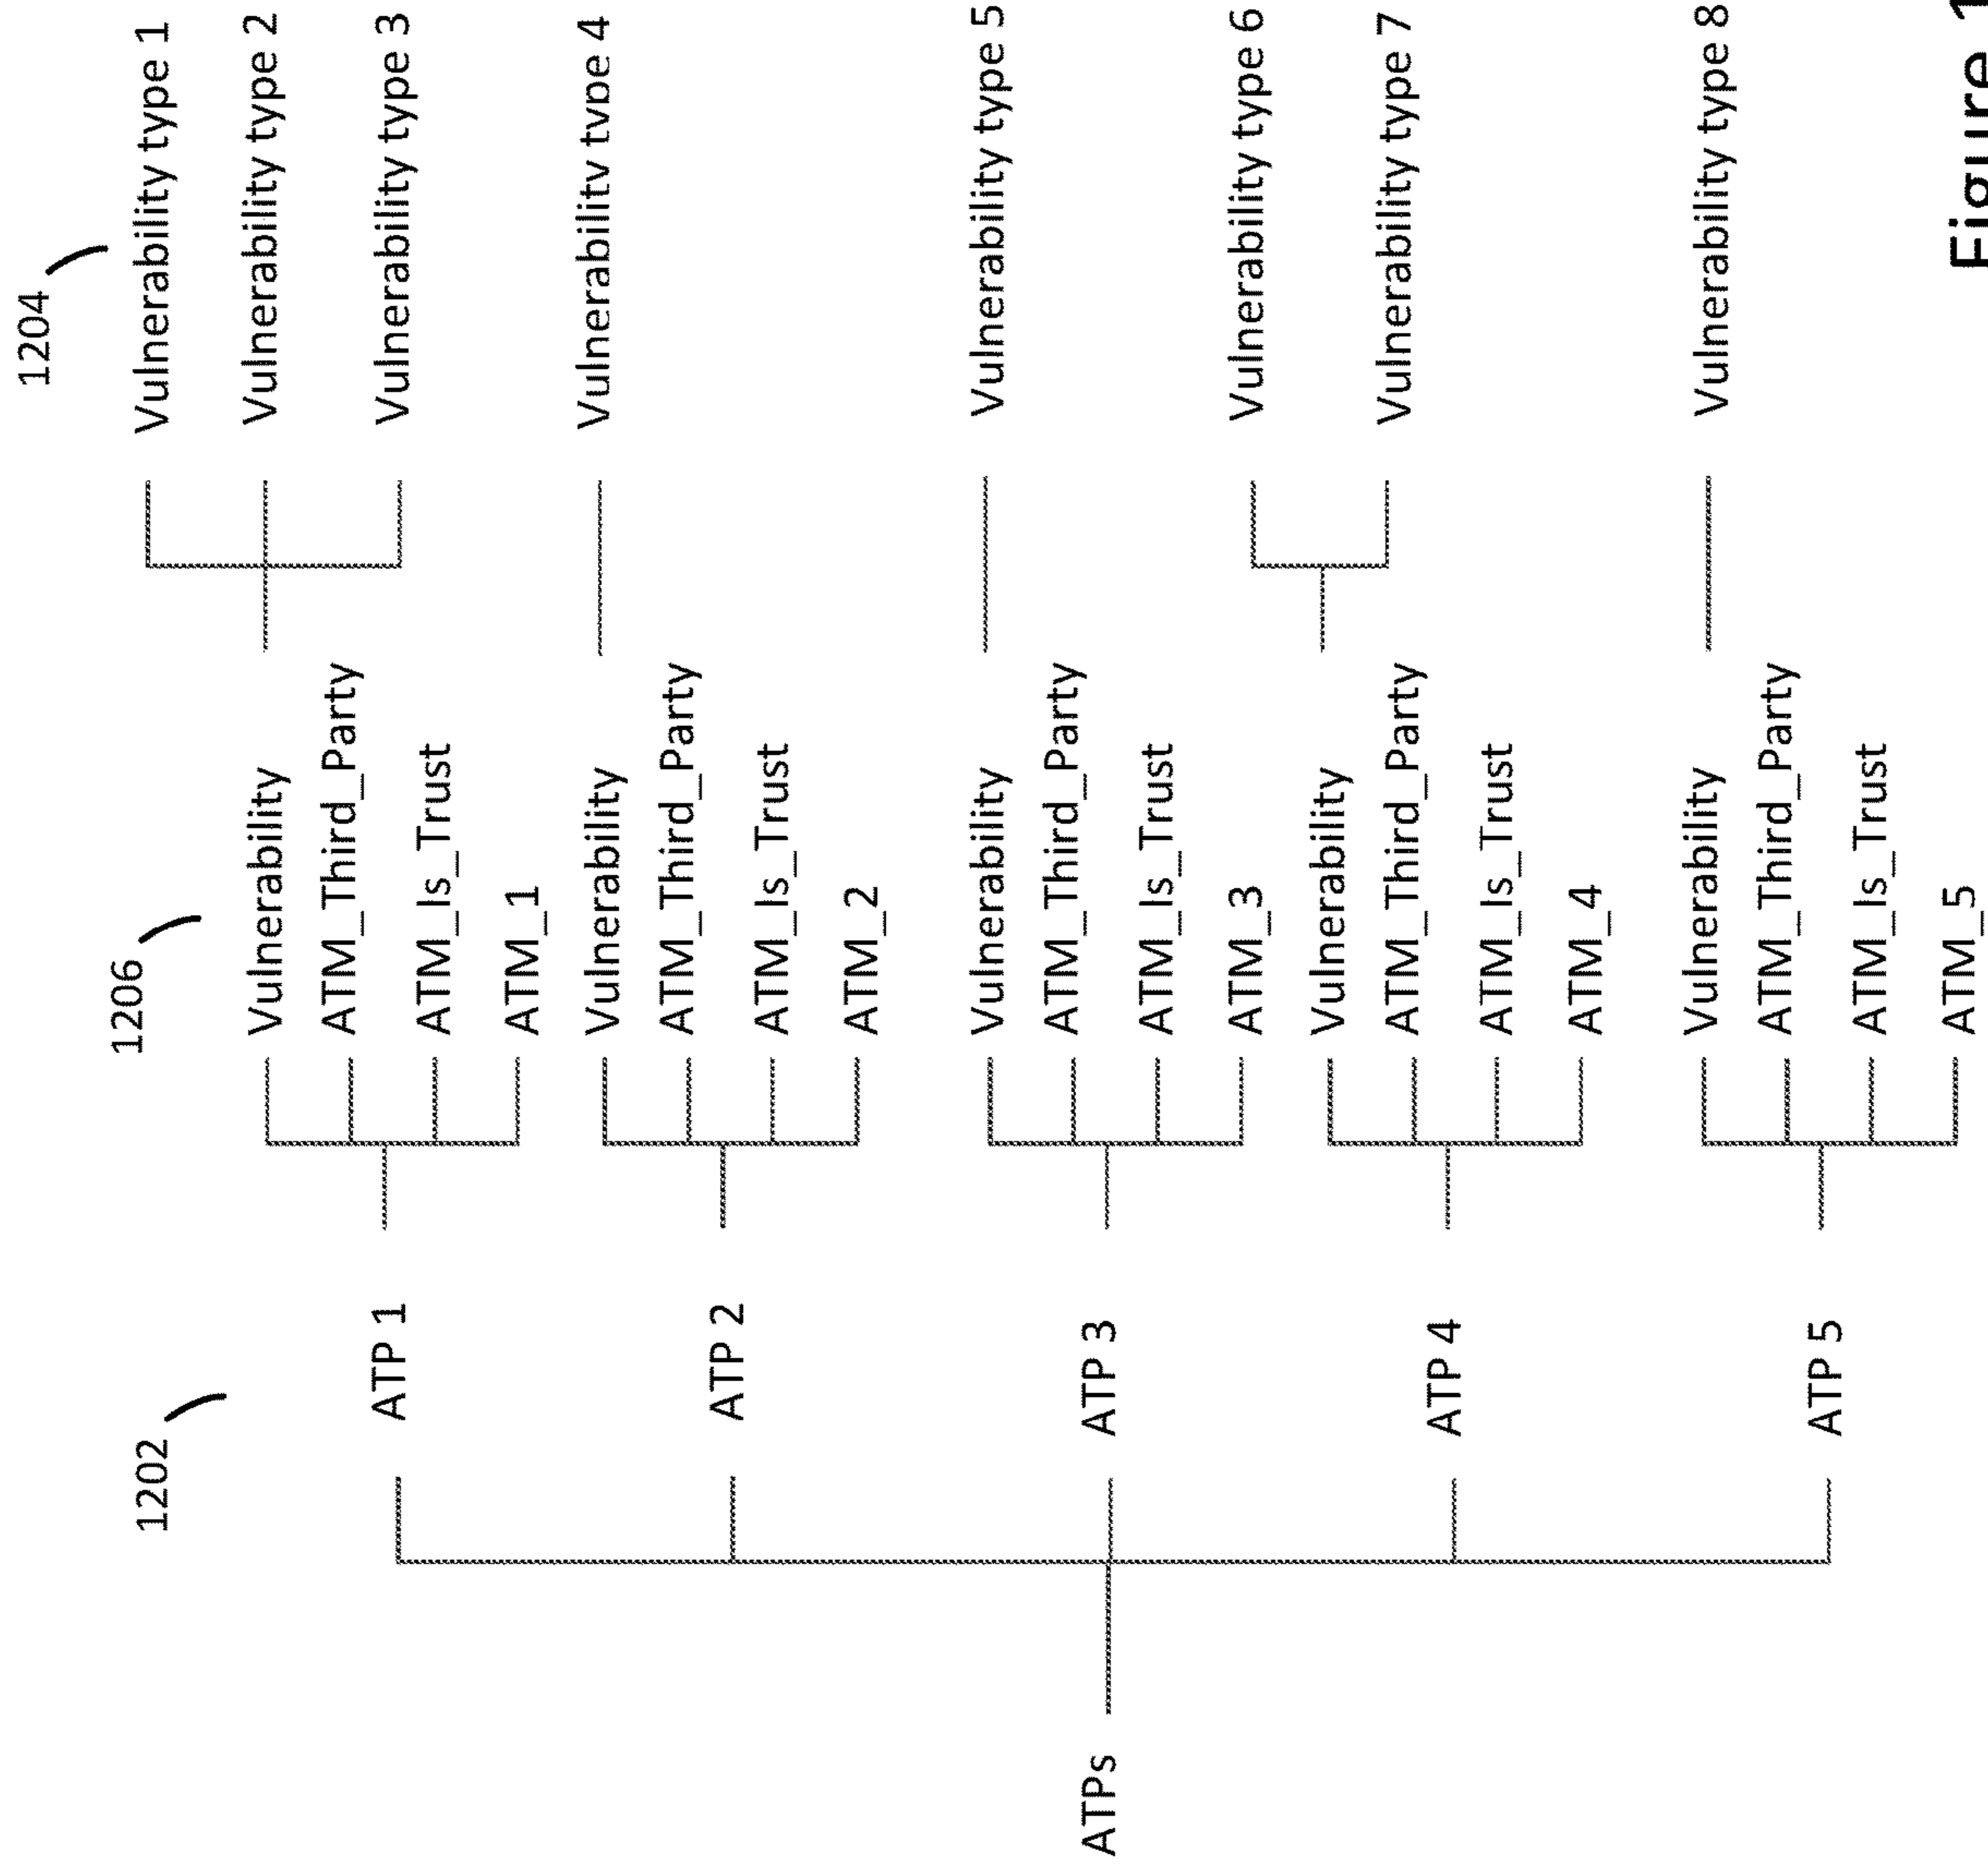 1204
1206
1202
Vulnerability type 1
Vulnerability type 2
Vulnerability type 3
Vulnerability type 4
Vulnerability type 5
Vulnerability type 6
Vulnerability type 7
Vulnerability type 8
Vulnerability
ATM_Third_Party
ATM_Is_Trust
ATM_1
Vulnerability
ATM_Third_Party
ATM_Is_Trust
ATM_2
Vulnerability
ATM_Third_Party
ATM_Is_Trust
ATM_3
Vulnerability
ATM_Third_Party
ATM_Is_Trust
ATM_4
Vulnerability
ATM_Third_Party
ATM_Is_Trust
ATM_5
ATP 1
ATP 2
ATP 3
ATP 4
ATP 5
ATPs
Figure